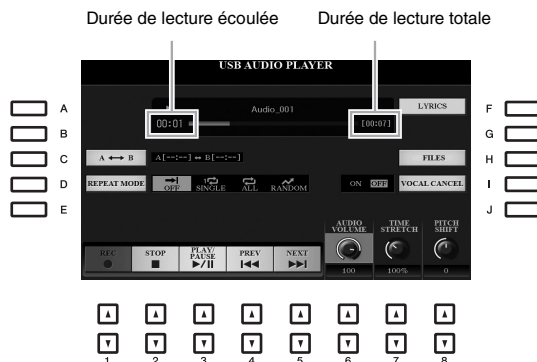 Durée de lecture écoulée Durée de lecture totale
USB AUDIO PLAYER
Audio_001
00:01 [00:07]
LYRICS
A ⟷ B A[--:--] ↔ B[--:--] FILES
REPEAT MODE OFF SINGLE ALL RANDOM ON OFF VOCAL CANCEL
A
B
C
D
E
F
G
H
I
J
AUDIO VOLUME TIME STRETCH PITCH SHIFT
REC STOP PLAY/PAUSE PREV NEXT
100 100% 0
1 2 3 4 5 6 7 8